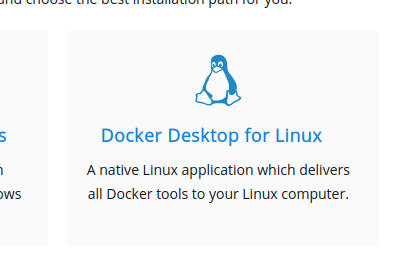 and choose the best installation path for you.
s
Docker Desktop for Linux
n
A native Linux application which delivers
ows
all Docker tools to your Linux computer.